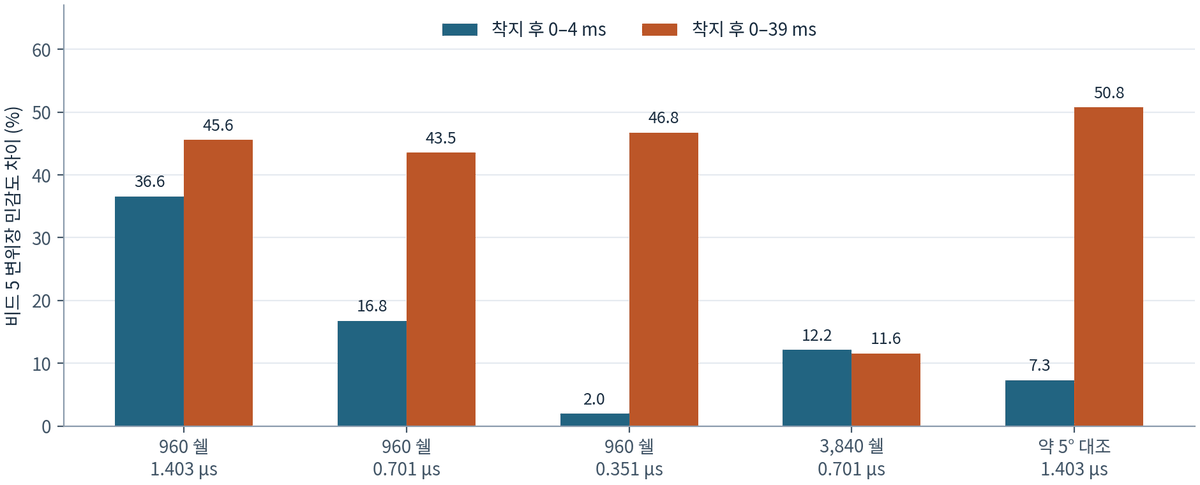 착지 후 0–4 ms 착지 후 0–39 ms
비드 5 변위장 민감도 차이 (%)
60
50
40
30
20
10
0
36.6
45.6
16.8
43.5
2.0
46.8
12.2
11.6
7.3
50.8
960 쉘
1.403 μs
960 쉘
0.701 μs
960 쉘
0.351 μs
3,840 쉘
0.701 μs
약 5° 대조
1.403 μs